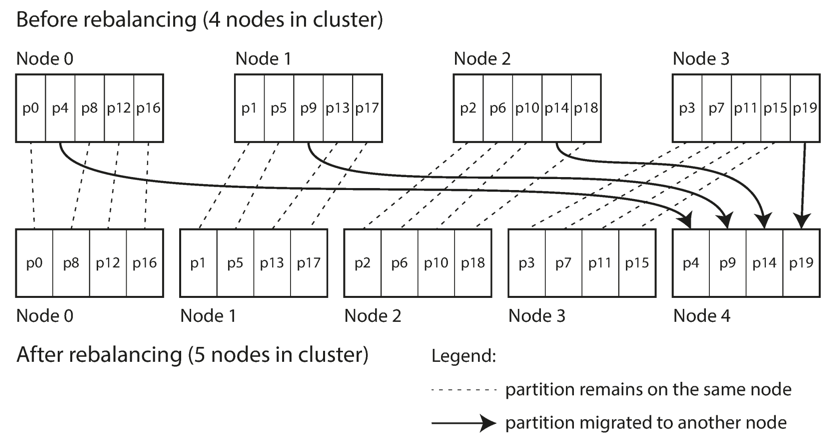 Before rebalancing (4 nodes in cluster)
Node 0 Node 1 Node 2 Node 3
p0 p4 p8 p12 p16 p1 p5 p9 p13 p17 p2 p6 p10 p14 p18 p3 p7 p11 p15 p19
p0 p8 p12 p16 p1 p5 p13 p17 p2 p6 p10 p18 p3 p7 p11 p15 p4 p9 p14 p19
Node 0 Node 1 Node 2 Node 3 Node 4
After rebalancing (5 nodes in cluster)
Legend:
partition remains on the same node
partition migrated to another node